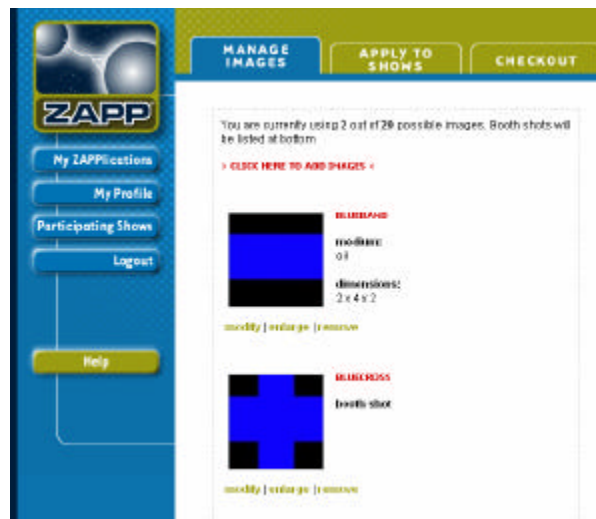 MANAGE IMAGES
APPLY TO SHOWS
CHECKOUT
ZAPP
My ZAPPlications
My Profile
Participating Shows
Logout
Help
You are currently using 2 out of 20 possible images. Booth shots will
be listed at bottom
> CLICK HERE TO ADD IMAGES <
BLUEBAND
medium:
oil
dimensions:
2 x 4 x 2
modify | enlarge | remove
BLUECROSS
booth shot
modify | enlarge | remove